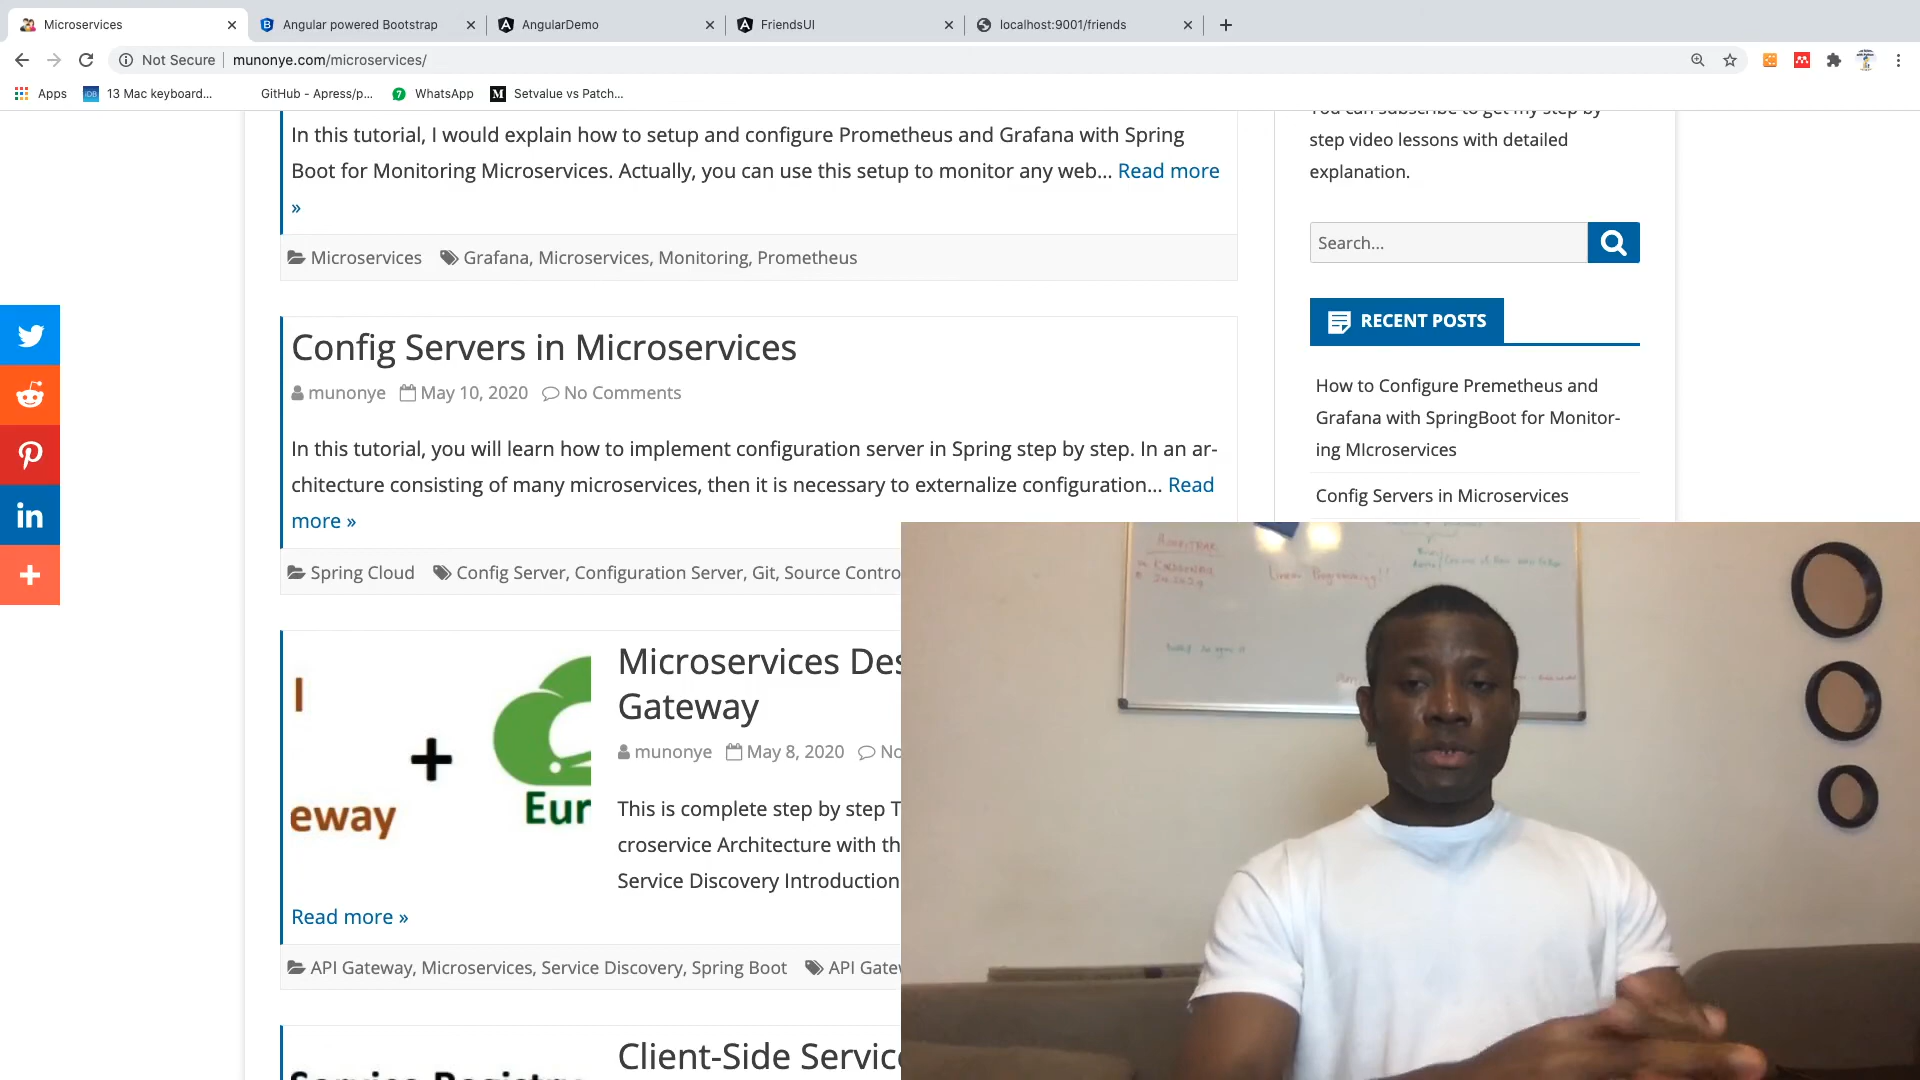 Microservices
Angular powered Bootstrap
AngularDemo
FriendsUI
localhost:9001/friends
Not Secure
munonye.com/microservices/
Apps
13 Mac keyboard...
GitHub - Apress/p...
WhatsApp
Setvalue vs Patch...
In this tutorial, I would explain how to setup and configure Prometheus and Grafana with Spring
Boot for Monitoring Microservices. Actually, you can use this setup to monitor any web... Read more
»
Microservices Grafana, Microservices, Monitoring, Prometheus
Config Servers in Microservices
munonye May 10, 2020 No Comments
In this tutorial, you will learn how to implement configuration server in Spring step by step. In an ar-
chitecture consisting of many microservices, then it is necessary to externalize configuration... Read
more »
Spring Cloud Config Server, Configuration Server, Git, Source Contro
eway
+
Eur
Microservices Des
Gateway
munonye May 8, 2020 No
This is complete step by step T
croservice Architecture with th
Service Discovery Introduction
Read more »
API Gateway, Microservices, Service Discovery, Spring Boot API Gatew
Client-Side Servic
You can subscribe to get my step by
step video lessons with detailed
explanation.
Search...
RECENT POSTS
How to Configure Premetheus and
Grafana with SpringBoot for Monitor-
ing MIcroservices
Config Servers in Microservices